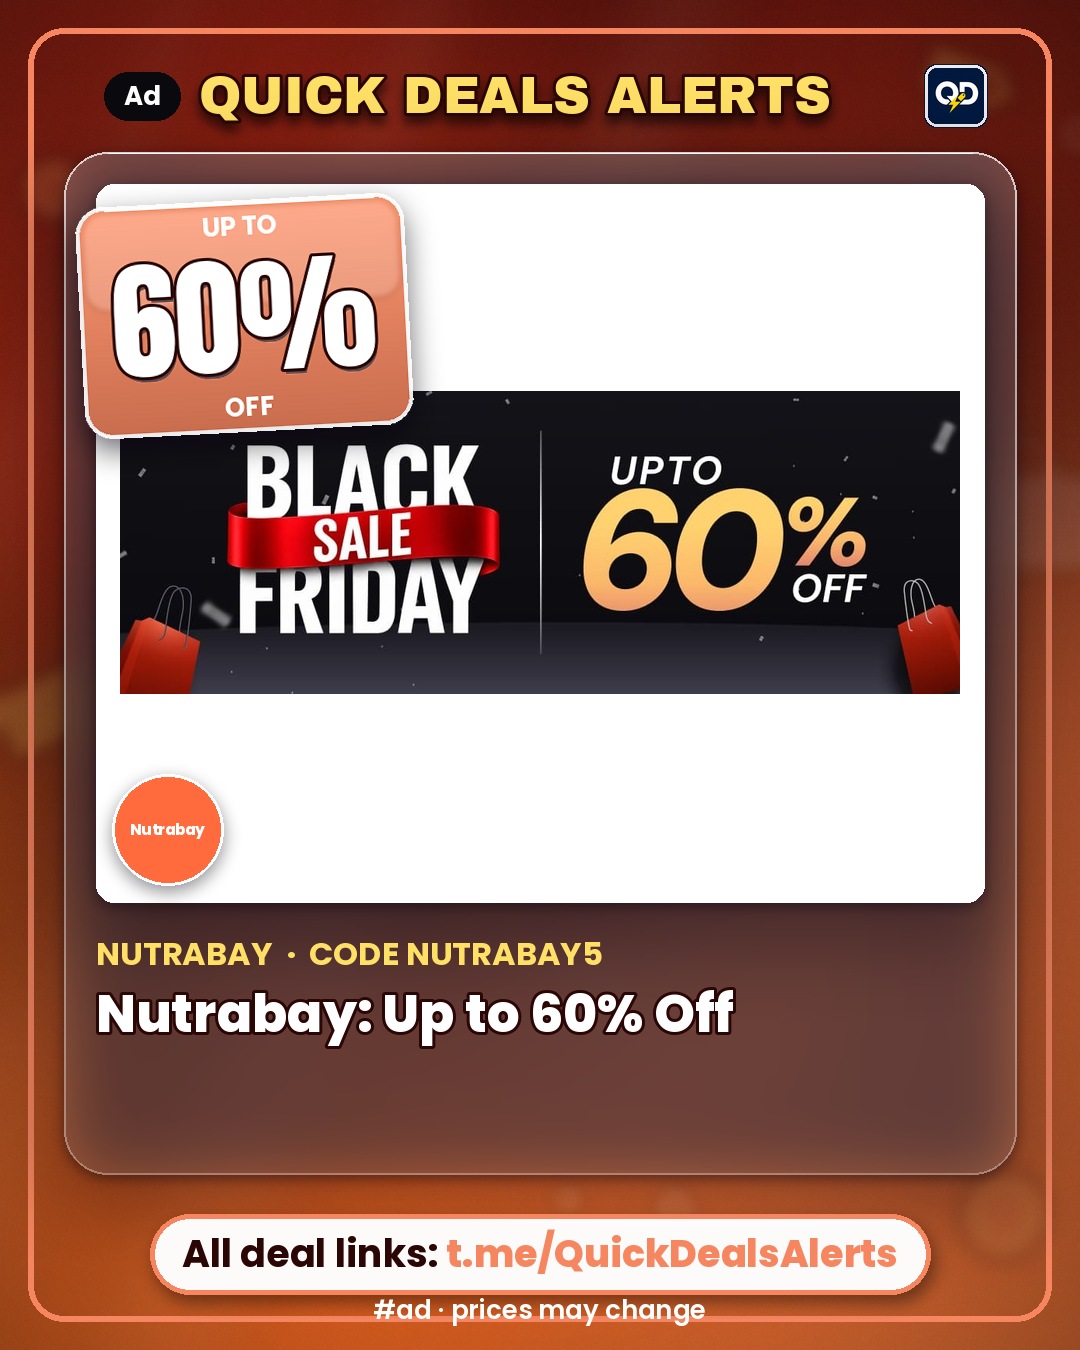 Ad
QUICK DEALS ALERTS
QD
UP TO
60%
OFF
BLACK
SALE
FRIDAY
UPTO
60%
OFF
Nutrabay
NUTRABAY · CODE NUTRABAY5
Nutrabay: Up to 60% Off
All deal links: t.me/QuickDealsAlerts
#ad · prices may change